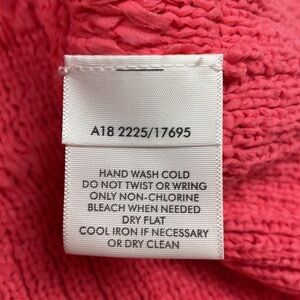 A18 2225/17695
HAND WASH COLD
DO NOT TWIST OR WRING
ONLY NON-CHLORINE
BLEACH WHEN NEEDED
DRY FLAT
COOL IRON IF NECESSARY
OR DRY CLEAN